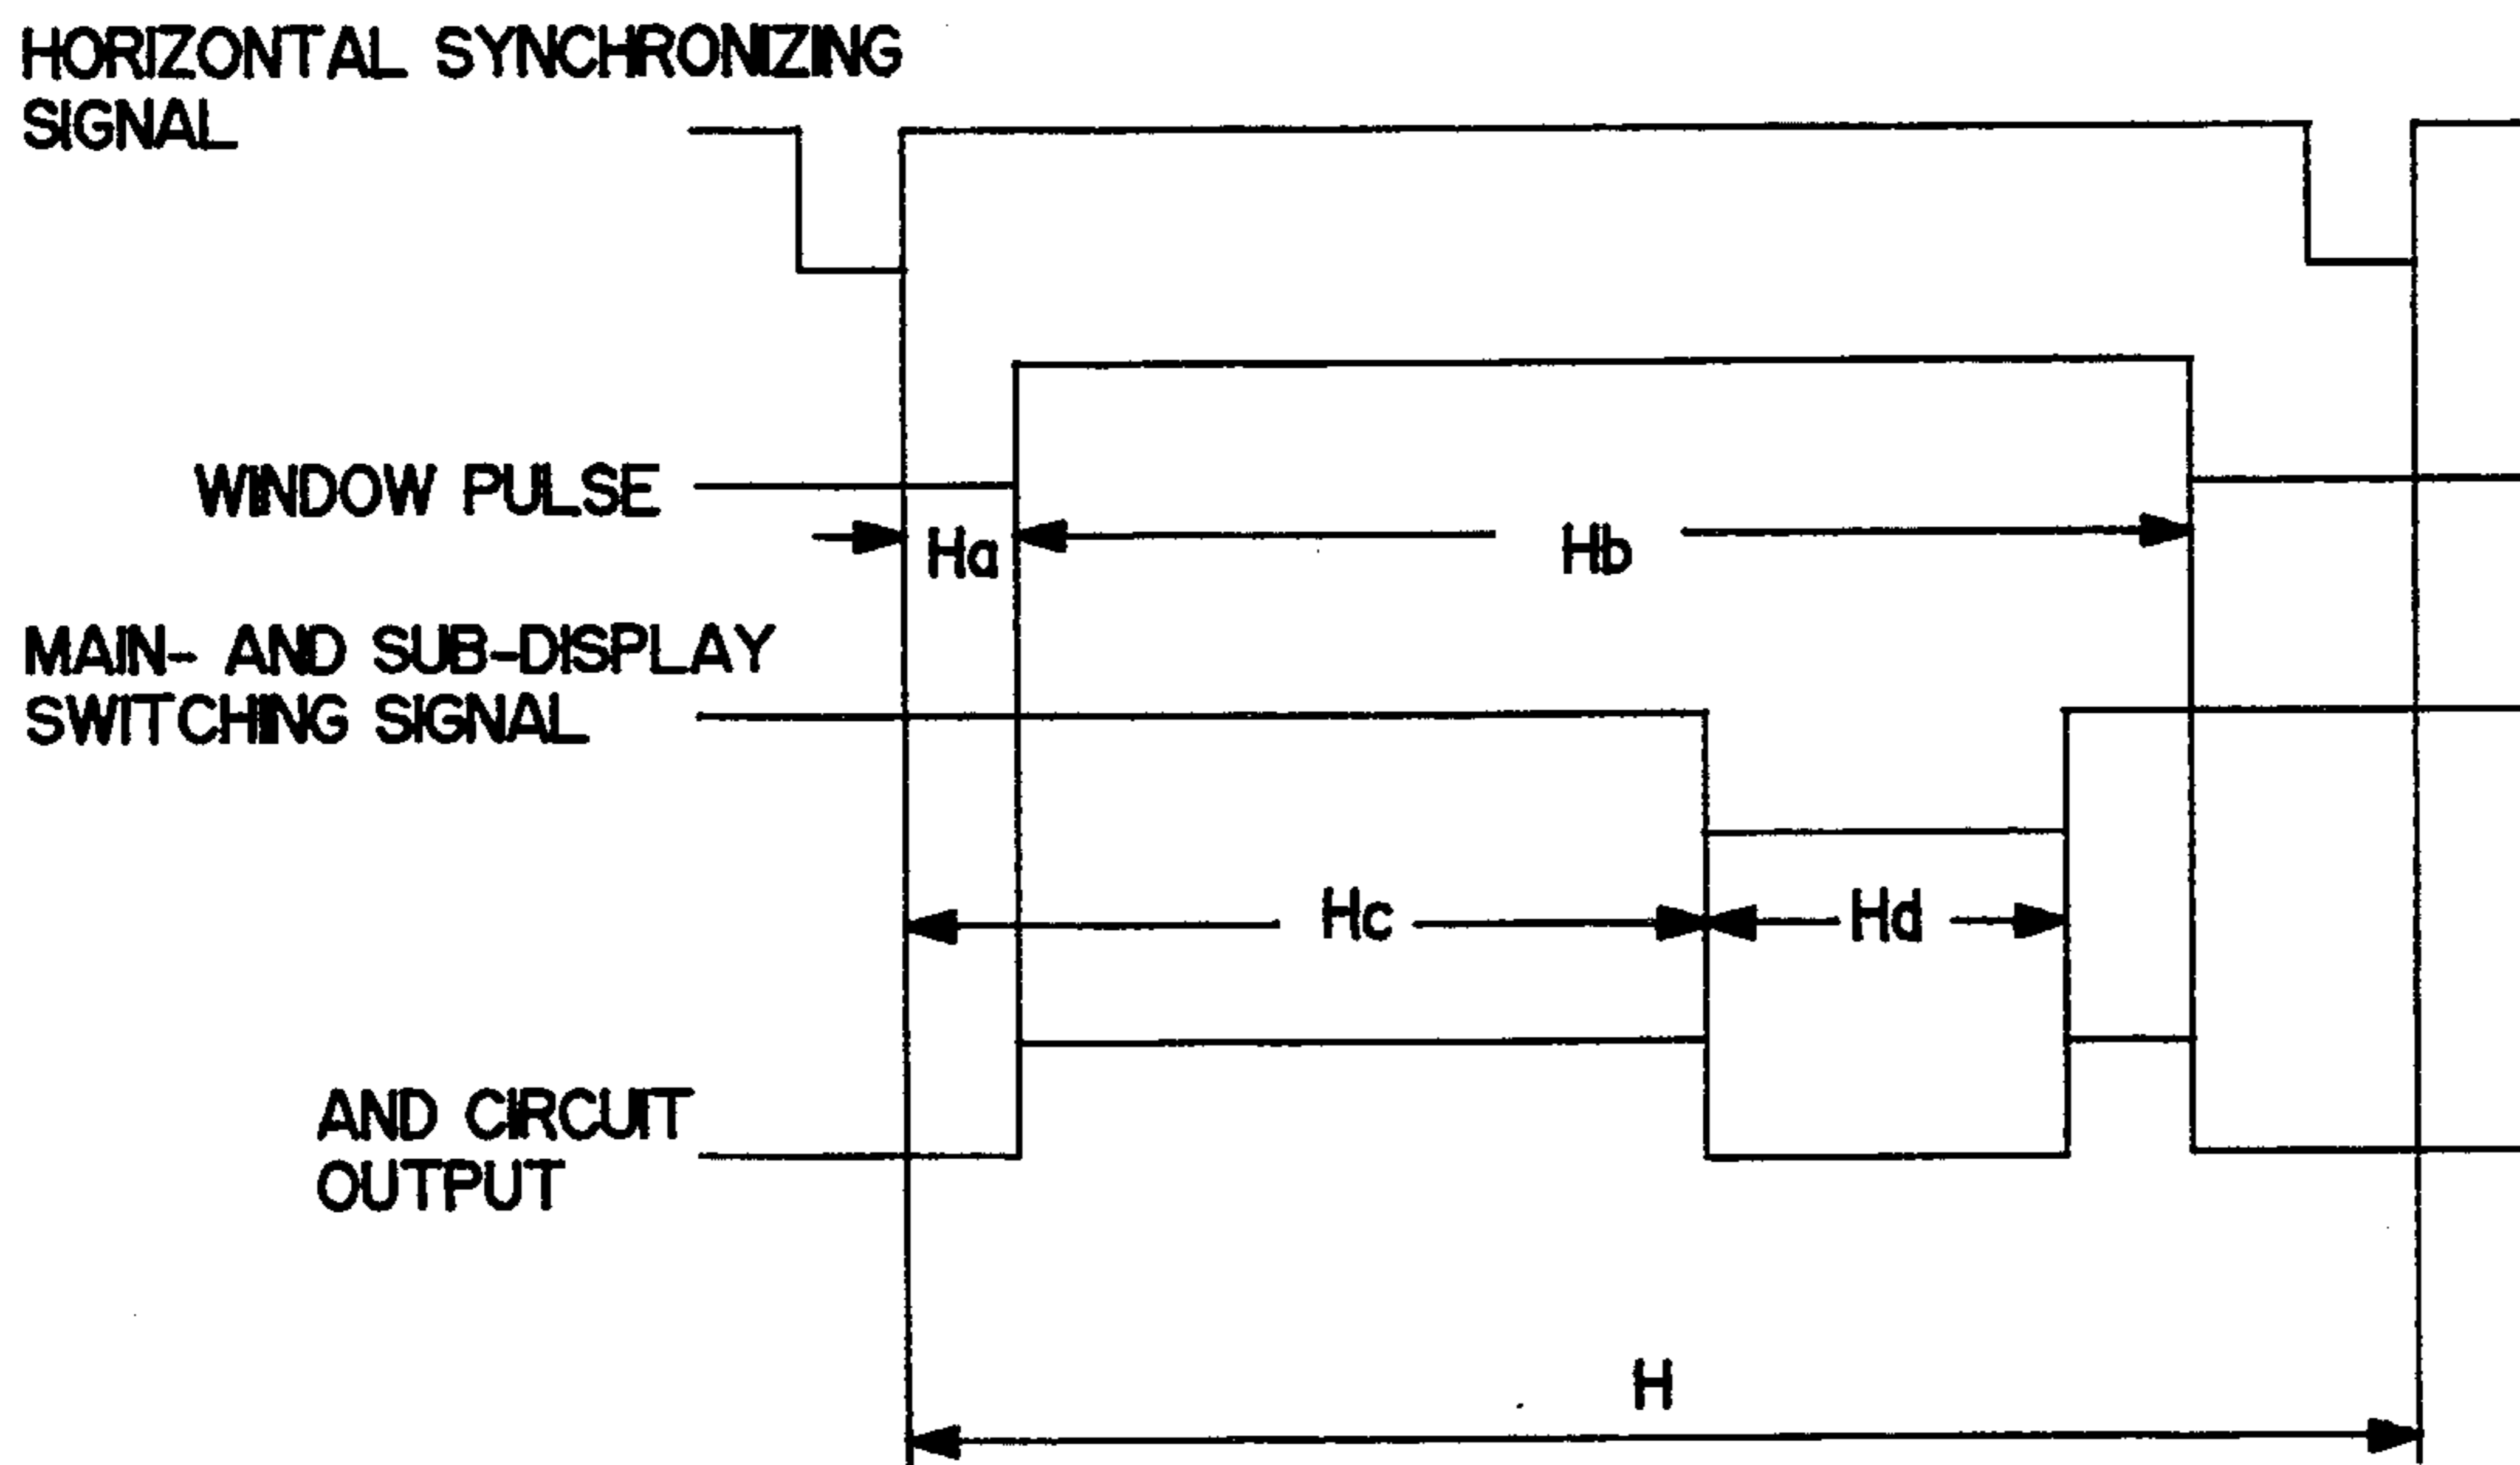 HORIZONTAL SYNCHRONIZING
SIGNAL
WINDOW PULSE
Ha
Hb
MAIN- AND SUB-DISPLAY
SWITCHING SIGNAL
Hc
Hd
AND CIRCUIT
OUTPUT
H